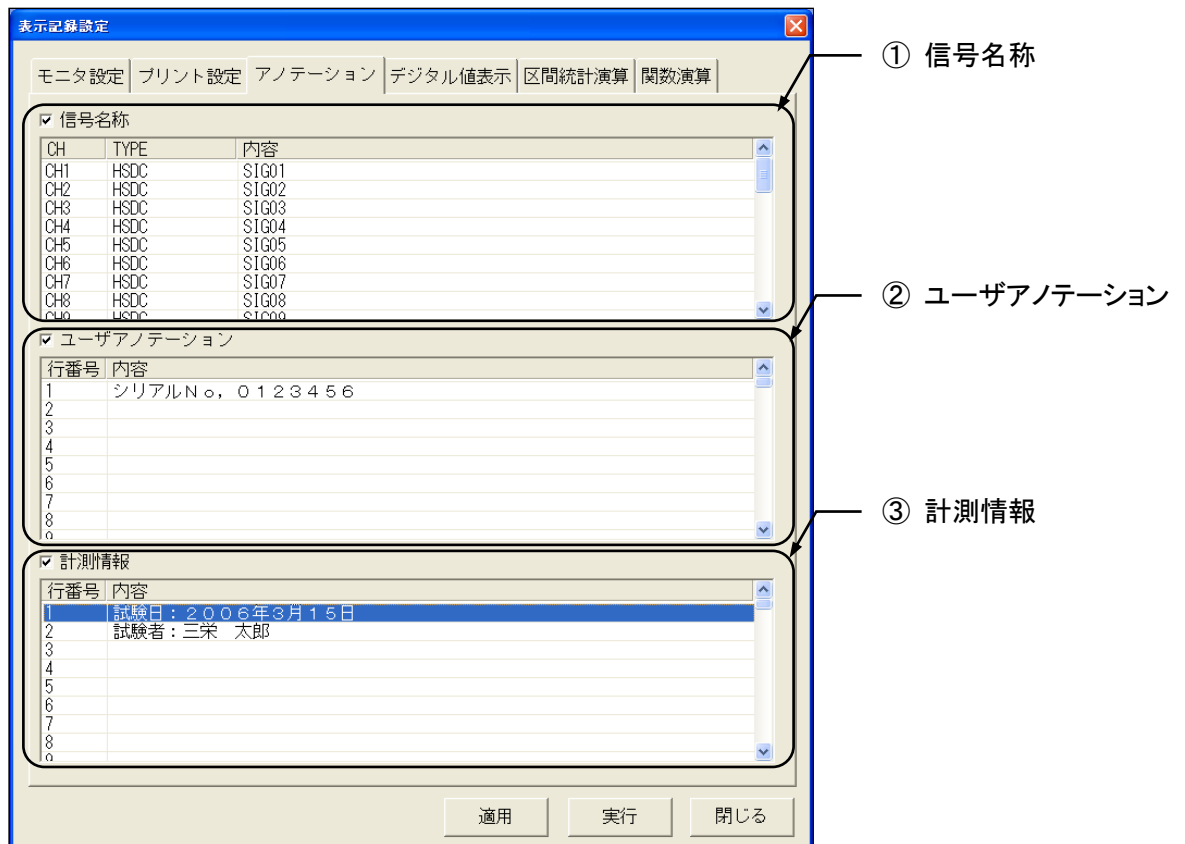 表示記録設定
モニタ設定 プリント設定 アノテーション デジタル値表示 区間統計演算 関数演算
① 信号名称
信号名称
CH TYPE 内容
CH1 HSDC SIG01
CH2 HSDC SIG02
CH3 HSDC SIG03
CH4 HSDC SIG04
CH5 HSDC SIG05
CH6 HSDC SIG06
CH7 HSDC SIG07
CH8 HSDC SIG08
CH9 HSDC SIG09
② ユーザアノテーション
ユーザアノテーション
行番号 内容
1 シリアルNo，0123456
2
3
4
5
6
7
8
9
③ 計測情報
計測情報
行番号 内容
1 試験日：2006年3月15日
2 試験者：三栄　太郎
3
4
5
6
7
8
9
適用 実行 閉じる